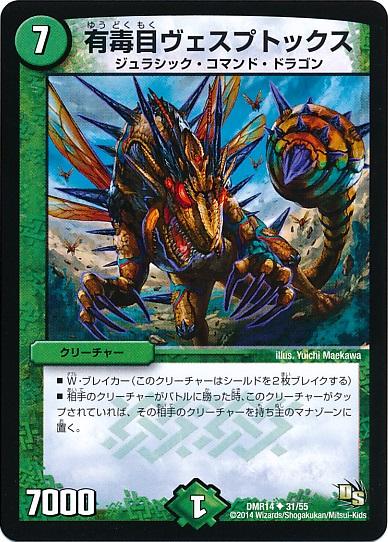 7
ゆうどくもく
有毒目ヴェスプトックス
ジュラシック・コマンド・ドラゴン
illus. Yuichi Maekawa
クリーチャー
■W・ブレイカー(このクリーチャーはシールドを2枚ブレイクする)
■相手のクリーチャーがバトルに勝った時、このクリーチャーがタ
ップされていれば、その相手のクリーチャーを持ち主のマナゾーンに
置く。
7000
1
DMR14 ◆ 31/55
©2014 Wizards/Shogakukan/Mitsui-Kids
DS